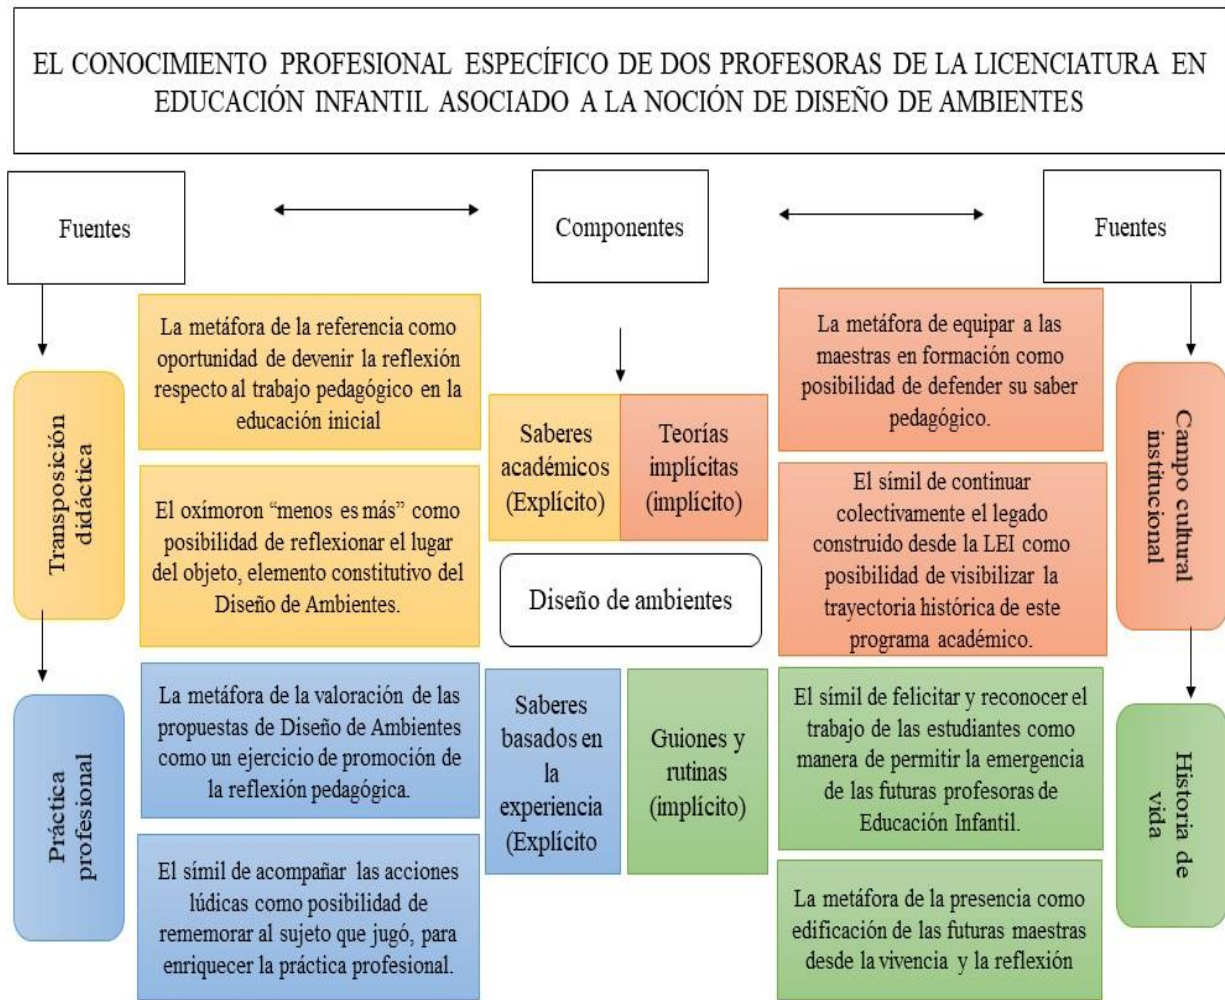 EL CONOCIMIENTO PROFESIONAL ESPECÍFICO DE DOS PROFESORAS DE LA LICENCIATURA EN
EDUCACIÓN INFANTIL ASOCIADO A LA NOCIÓN DE DISEÑO DE AMBIENTES
Fuentes
Componentes
Fuentes
Transposición
didáctica
La metáfora de la referencia como
oportunidad de devenir la reflexión
respecto al trabajo pedagógico en la
educación inicial
El oxímoron “menos es más” como
posibilidad de reflexionar el lugar
del objeto, elemento constitutivo del
Diseño de Ambientes.
Saberes
académicos
(Explícito)
Teorías
implícitas
(implícito)
La metáfora de equipar a las
maestras en formación como
posibilidad de defender su saber
pedagógico.
El símil de continuar
colectivamente el legado
construido desde la LEI como
posibilidad de visibilizar la
trayectoria histórica de este
programa académico.
Campo cultural
institucional
Diseño de ambientes
Práctica
profesional
La metáfora de la valoración de las
propuestas de Diseño de Ambientes
como un ejercicio de promoción de
la reflexión pedagógica.
El símil de acompañar las acciones
lúdicas como posibilidad de
rememorar al sujeto que jugó, para
enriquecer la práctica profesional.
Saberes
basados en
la
experiencia
(Explícito
Guiones y
rutinas
(implícito)
El símil de felicitar y reconocer el
trabajo de las estudiantes como
manera de permitir la emergencia
de las futuras profesoras de
Educación Infantil.
La metáfora de la presencia como
edificación de las futuras maestras
desde la vivencia y la reflexión
Historia de
vida